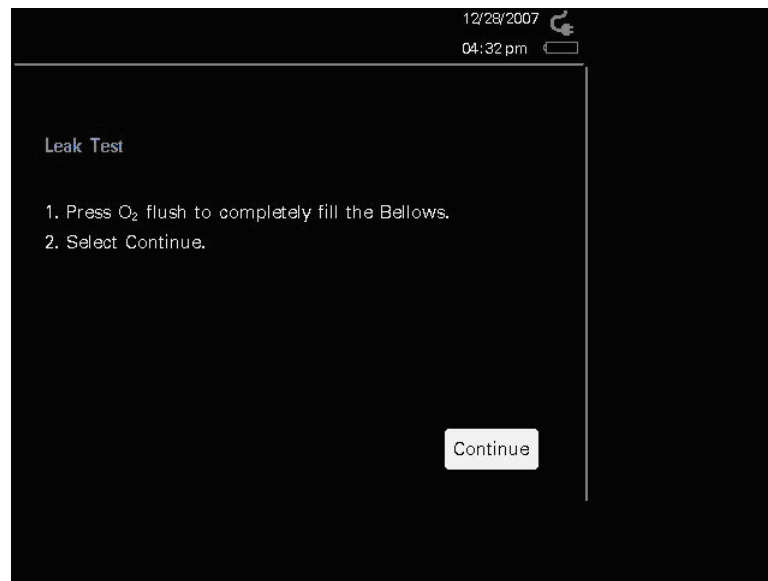 12/28/2007
04:32 pm
Leak Test
1. Press O₂ flush to completely fill the Bellows.
2. Select Continue.
Continue